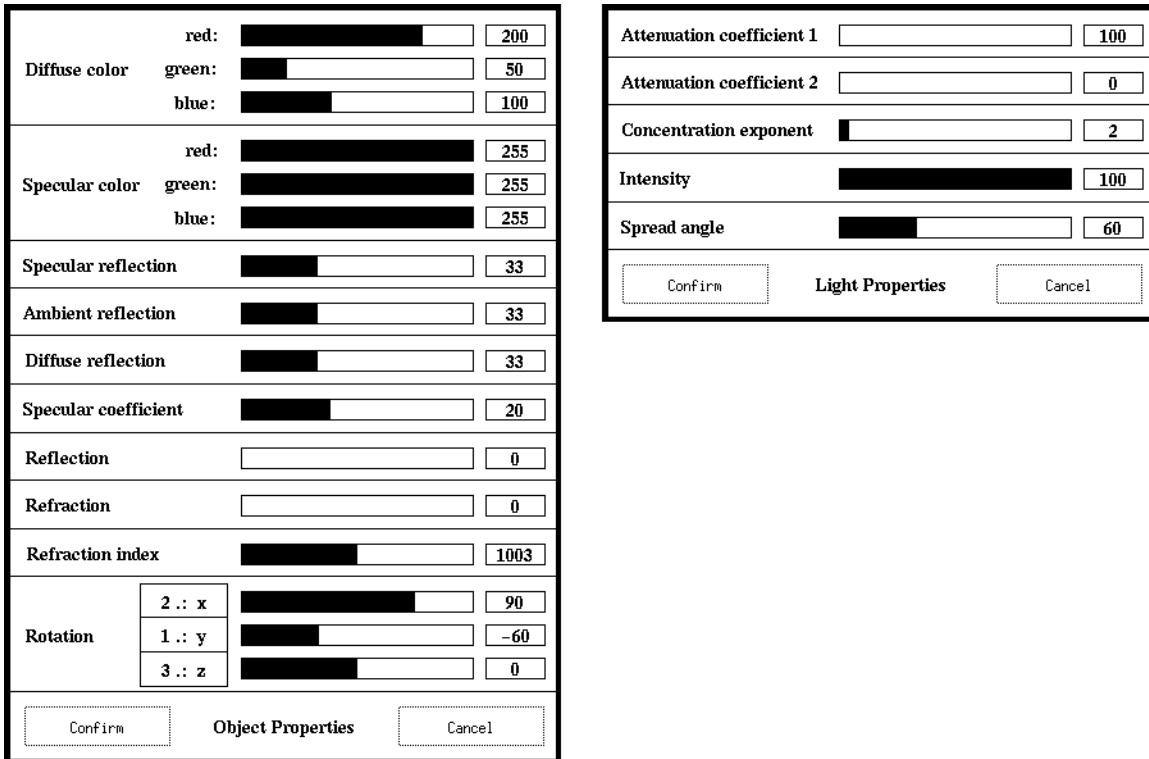 red: 200
Diffuse color green: 50
blue: 100
red: 255
Specular color green: 255
blue: 255
Specular reflection 33
Ambient reflection 33
Diffuse reflection 33
Specular coefficient 20
Reflection 0
Refraction 0
Refraction index 1003
2 .: x 90
Rotation 1 .: y -60
3 .: z 0
Confirm Object Properties Cancel
Attenuation coefficient 1 100
Attenuation coefficient 2 0
Concentration exponent 2
Intensity 100
Spread angle 60
Confirm Light Properties Cancel